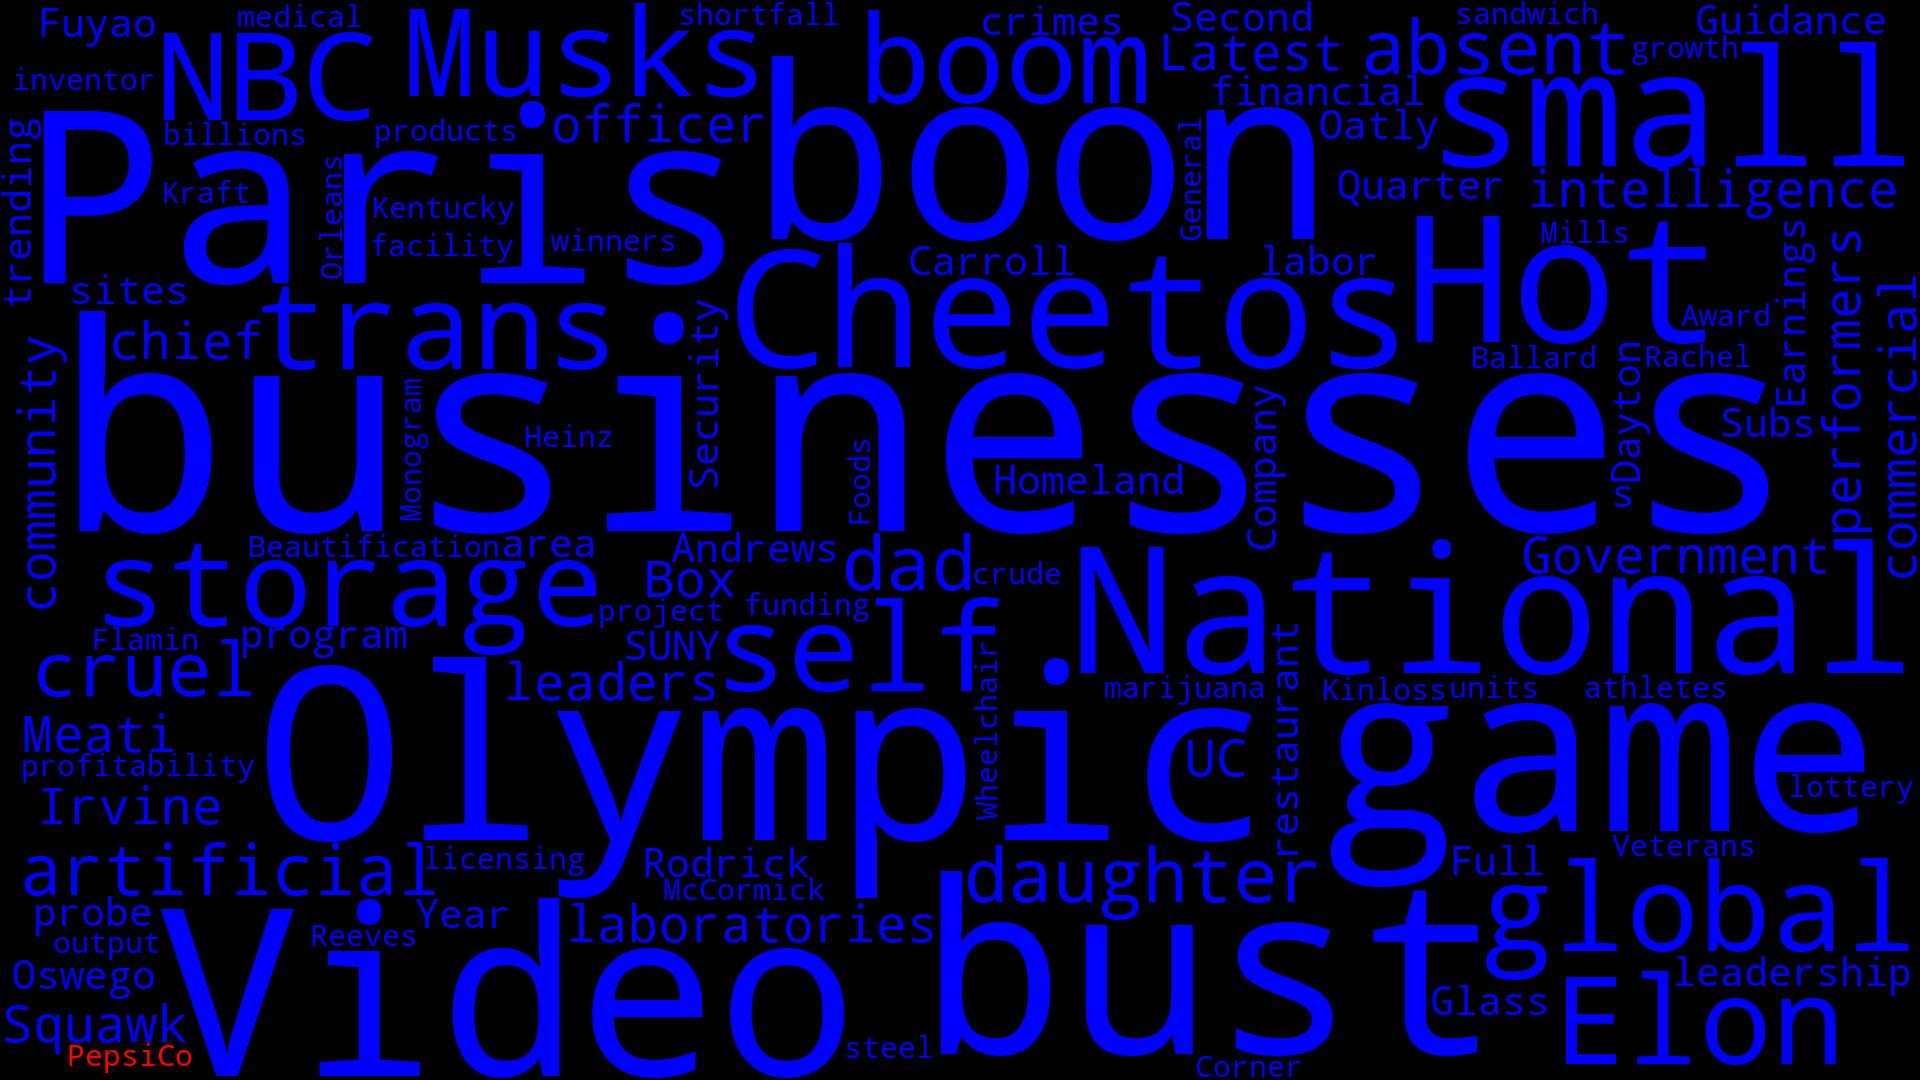 Fuyao
medical
NBC
Musks
shortfall
boom
crimes
Second
Latest
absent
sandwich
growth
Guidance
inventor
financial
small
Paris
billions
products
officer
boon
General
Oatly
trending
Kraft
Orleans
Kentucky
facility
winners
Quarter
intelligence
Mills
Hot
Carroll
labor
Cheetos
sites
chief
trans
Security
Award
Earnings
performers
commercial
Ballard
Dayton
Rachel
community
businesses
Monogram
Heinz
Foods
Homeland
Company
Subs
s
Beautification
area
storage
Andrews
Box
dad
crude
National
Government
project
funding
Flamin
program
SUNY
self
cruel
leaders
Wheelchair
restaurant
marijuana
Kinloss
units
athletes
Meati
profitability
Olympic
UC
game
lottery
Irvine
Veterans
artificial
licensing
Rodrick
McCormick
daughter
Full
global
probe
output
Video
Reeves
Year
laboratories
bust
Oswego
leadership
Glass
Elon
Squawk
PepsiCo
steel
Corner